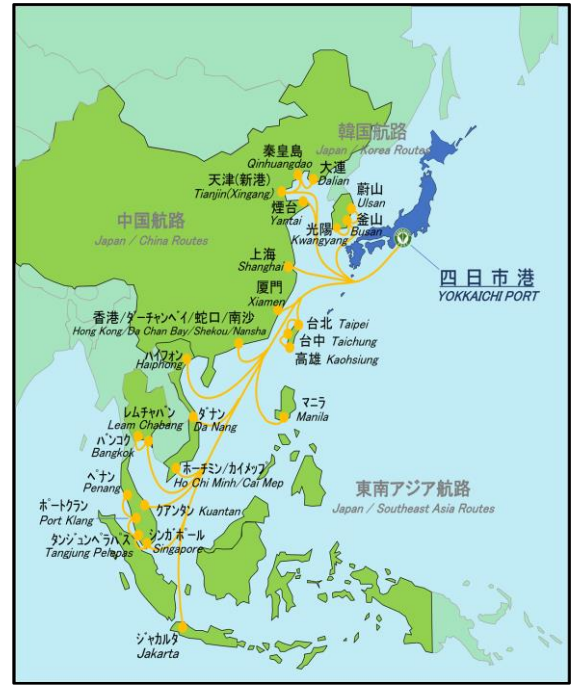 韓国航路
Japan / Korea Routes
秦皇島
Qinhuangdao
大連
Dalian
天津(新港)
Tianjin(Xingang)
蔚山
Ulsan
煙台
Yantai
釜山
Busan
光陽
Kwangyang
中国航路
Japan / China Routes
上海
Shanghai
四日市港
YOKKAICHI PORT
厦門
Xiamen
香港/ダーチャンベイ/蛇口/南沙
Hong Kong/Da Chan Bay/Shekou/Nansha
台北 Taipei
台中 Taichung
高雄 Kaohsiung
ハイフォン
Haiphong
マニラ
Manila
レムチャバン
Leam Chabang
ダナン
Da Nang
バンコク
Bangkok
ホーチミン/カイメップ
Ho Chi Minh/Cai Mep
東南アジア航路
Japan / Southeast Asia Routes
ペナン
Penang
ポートクラン
Port Klang
クアンタン Kuantan
タンジュンペラパス
Tangjung Pelepas
シンガポール
Singapore
ジャカルタ
Jakarta